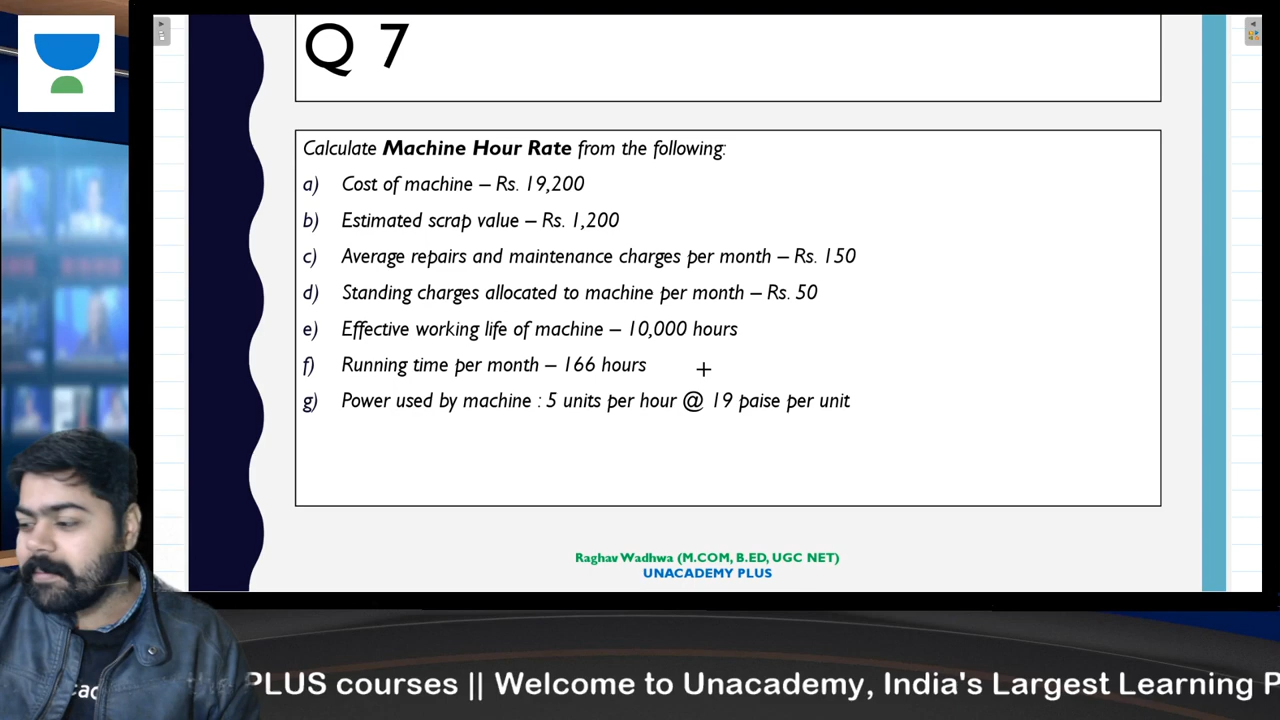 Q 7
Calculate Machine Hour Rate from the following:
a) Cost of machine – Rs. 19,200
b) Estimated scrap value – Rs. 1,200
c) Average repairs and maintenance charges per month – Rs. 150
d) Standing charges allocated to machine per month – Rs. 50
e) Effective working life of machine – 10,000 hours
f) Running time per month – 166 hours
g) Power used by machine : 5 units per hour @ 19 paise per unit
Raghav Wadhwa (M.COM, B.ED, UGC NET)
UNACADEMY PLUS
PLUS courses || Welcome to Unacademy, India's Largest Learning P